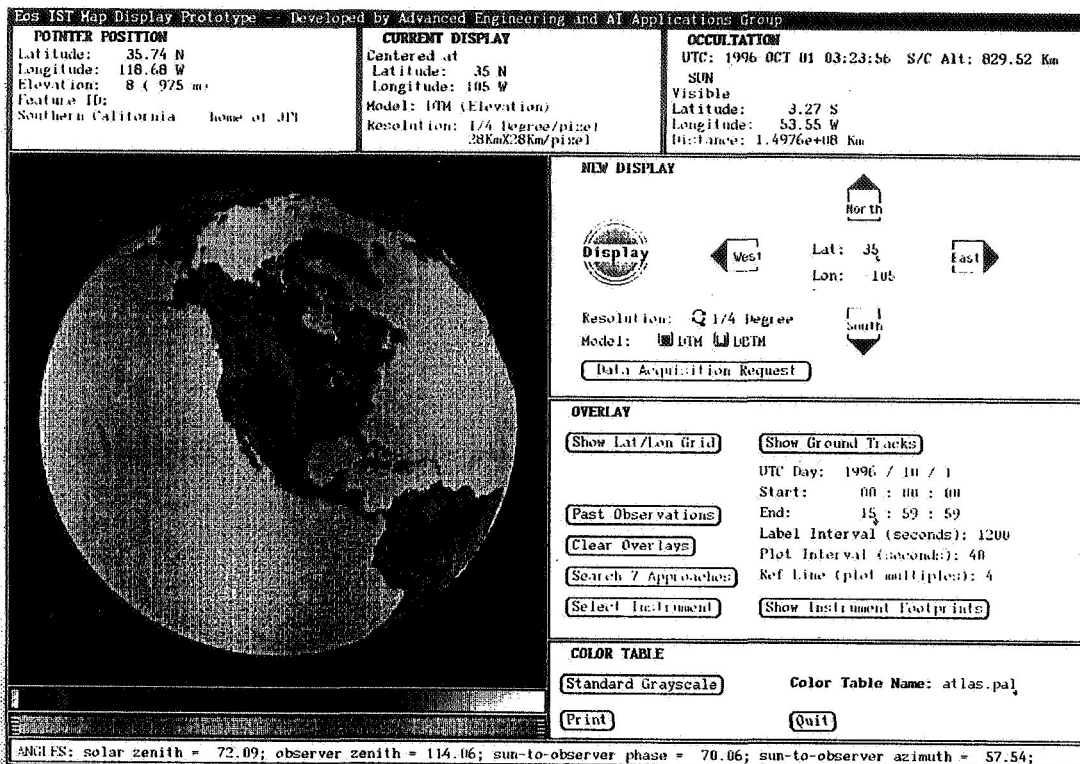 Eos IST Map Display Prototype -- Developed by Advanced Engineering and AI Applications Group
POINTER POSITION
Latitude: 35.74 N
Longitude: 118.68 W
Elevation: 8 ( 975 m)
Feature ID:
Southern California home of JPL
CURRENT DISPLAY
Centered at
Latitude: 35 N
Longitude: 105 W
Model: DTM (Elevation)
Resolution: 1/4 Degree/pixel
28KmX28Km/pixel
OCCULTATION
UTC: 1996 OCT 01 03:23:56 S/C Alt: 829.52 Km
SUN
Visible
Latitude: 3.27 S
Longitude: 53.55 W
Distance: 1.4976e+08 Km
NEW DISPLAY
North
Display
West
Lat: 35
East
Lon: -105
South
Resolution: 1/4 Degree
Model: DTM DBTM
Data Acquisition Request
OVERLAY
Show Lat/Lon Grid
Show Ground Tracks
UTC Day: 1996 / 10 / 1
Start: 00 : 00 : 00
Past Observations
End: 15 : 59 : 59
Label Interval (seconds): 1200
Clear Overlays
Plot Interval (seconds): 40
Search Z Approaches
Ref Line (plot multiples): 4
Select Instrument
Show Instrument Footprints
COLOR TABLE
Standard Grayscale
Color Table Name: atlas.pal
Print
Quit
ANGLES: solar zenith = 72.09; observer zenith = 114.06; sun-to-observer phase = 70.06; sun-to-observer azimuth = 57.54;